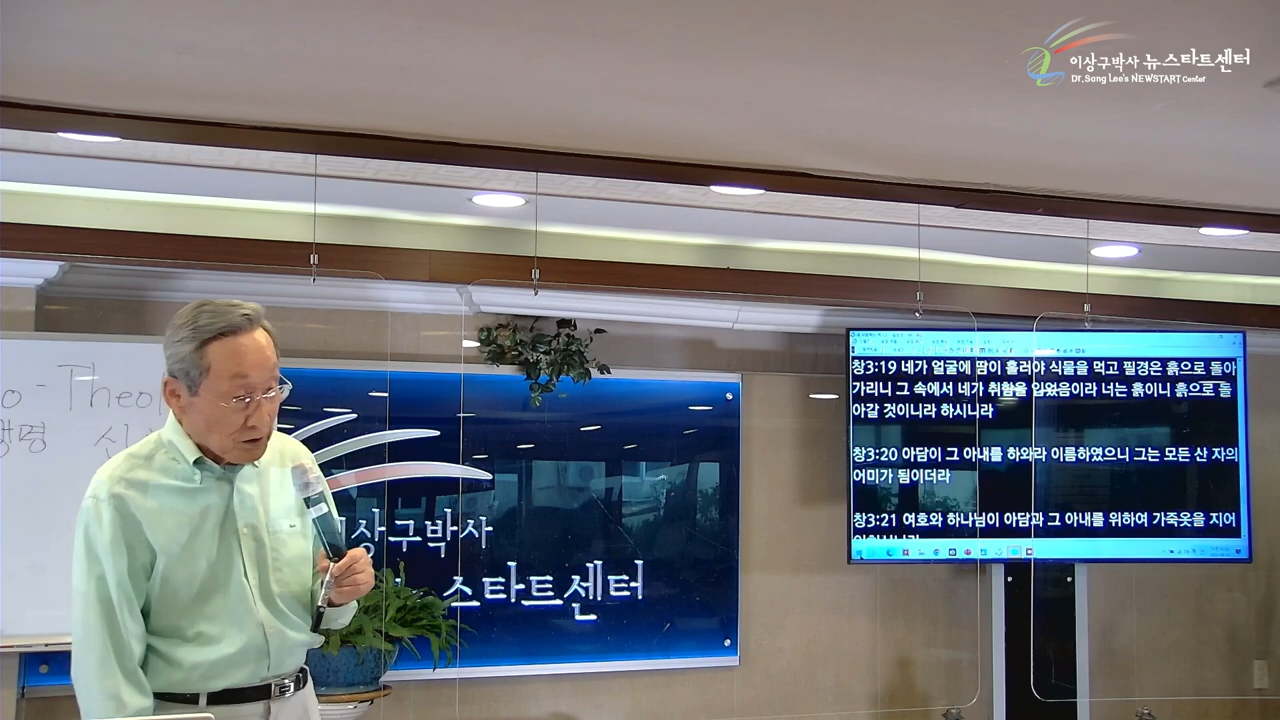 이상구박사 뉴스타트센터
Dr. Sang Lee's NEWSTART Center
Theol
신
이상구박사
스타트센터
창3:19 네가 얼굴에 땀이 흘러야 식물을 먹고 필경은 흙으로 돌아
가리니 그 속에서 네가 취함을 입었음이라 너는 흙이니 흙으로 돌
아갈 것이니라 하시니라
창3:20 아담이 그 아내를 하와라 이름하였으니 그는 모든 산 자의
어미가 됨이더라
창3:21 여호와 하나님이 아담과 그 아내를 위하여 가죽옷을 지어